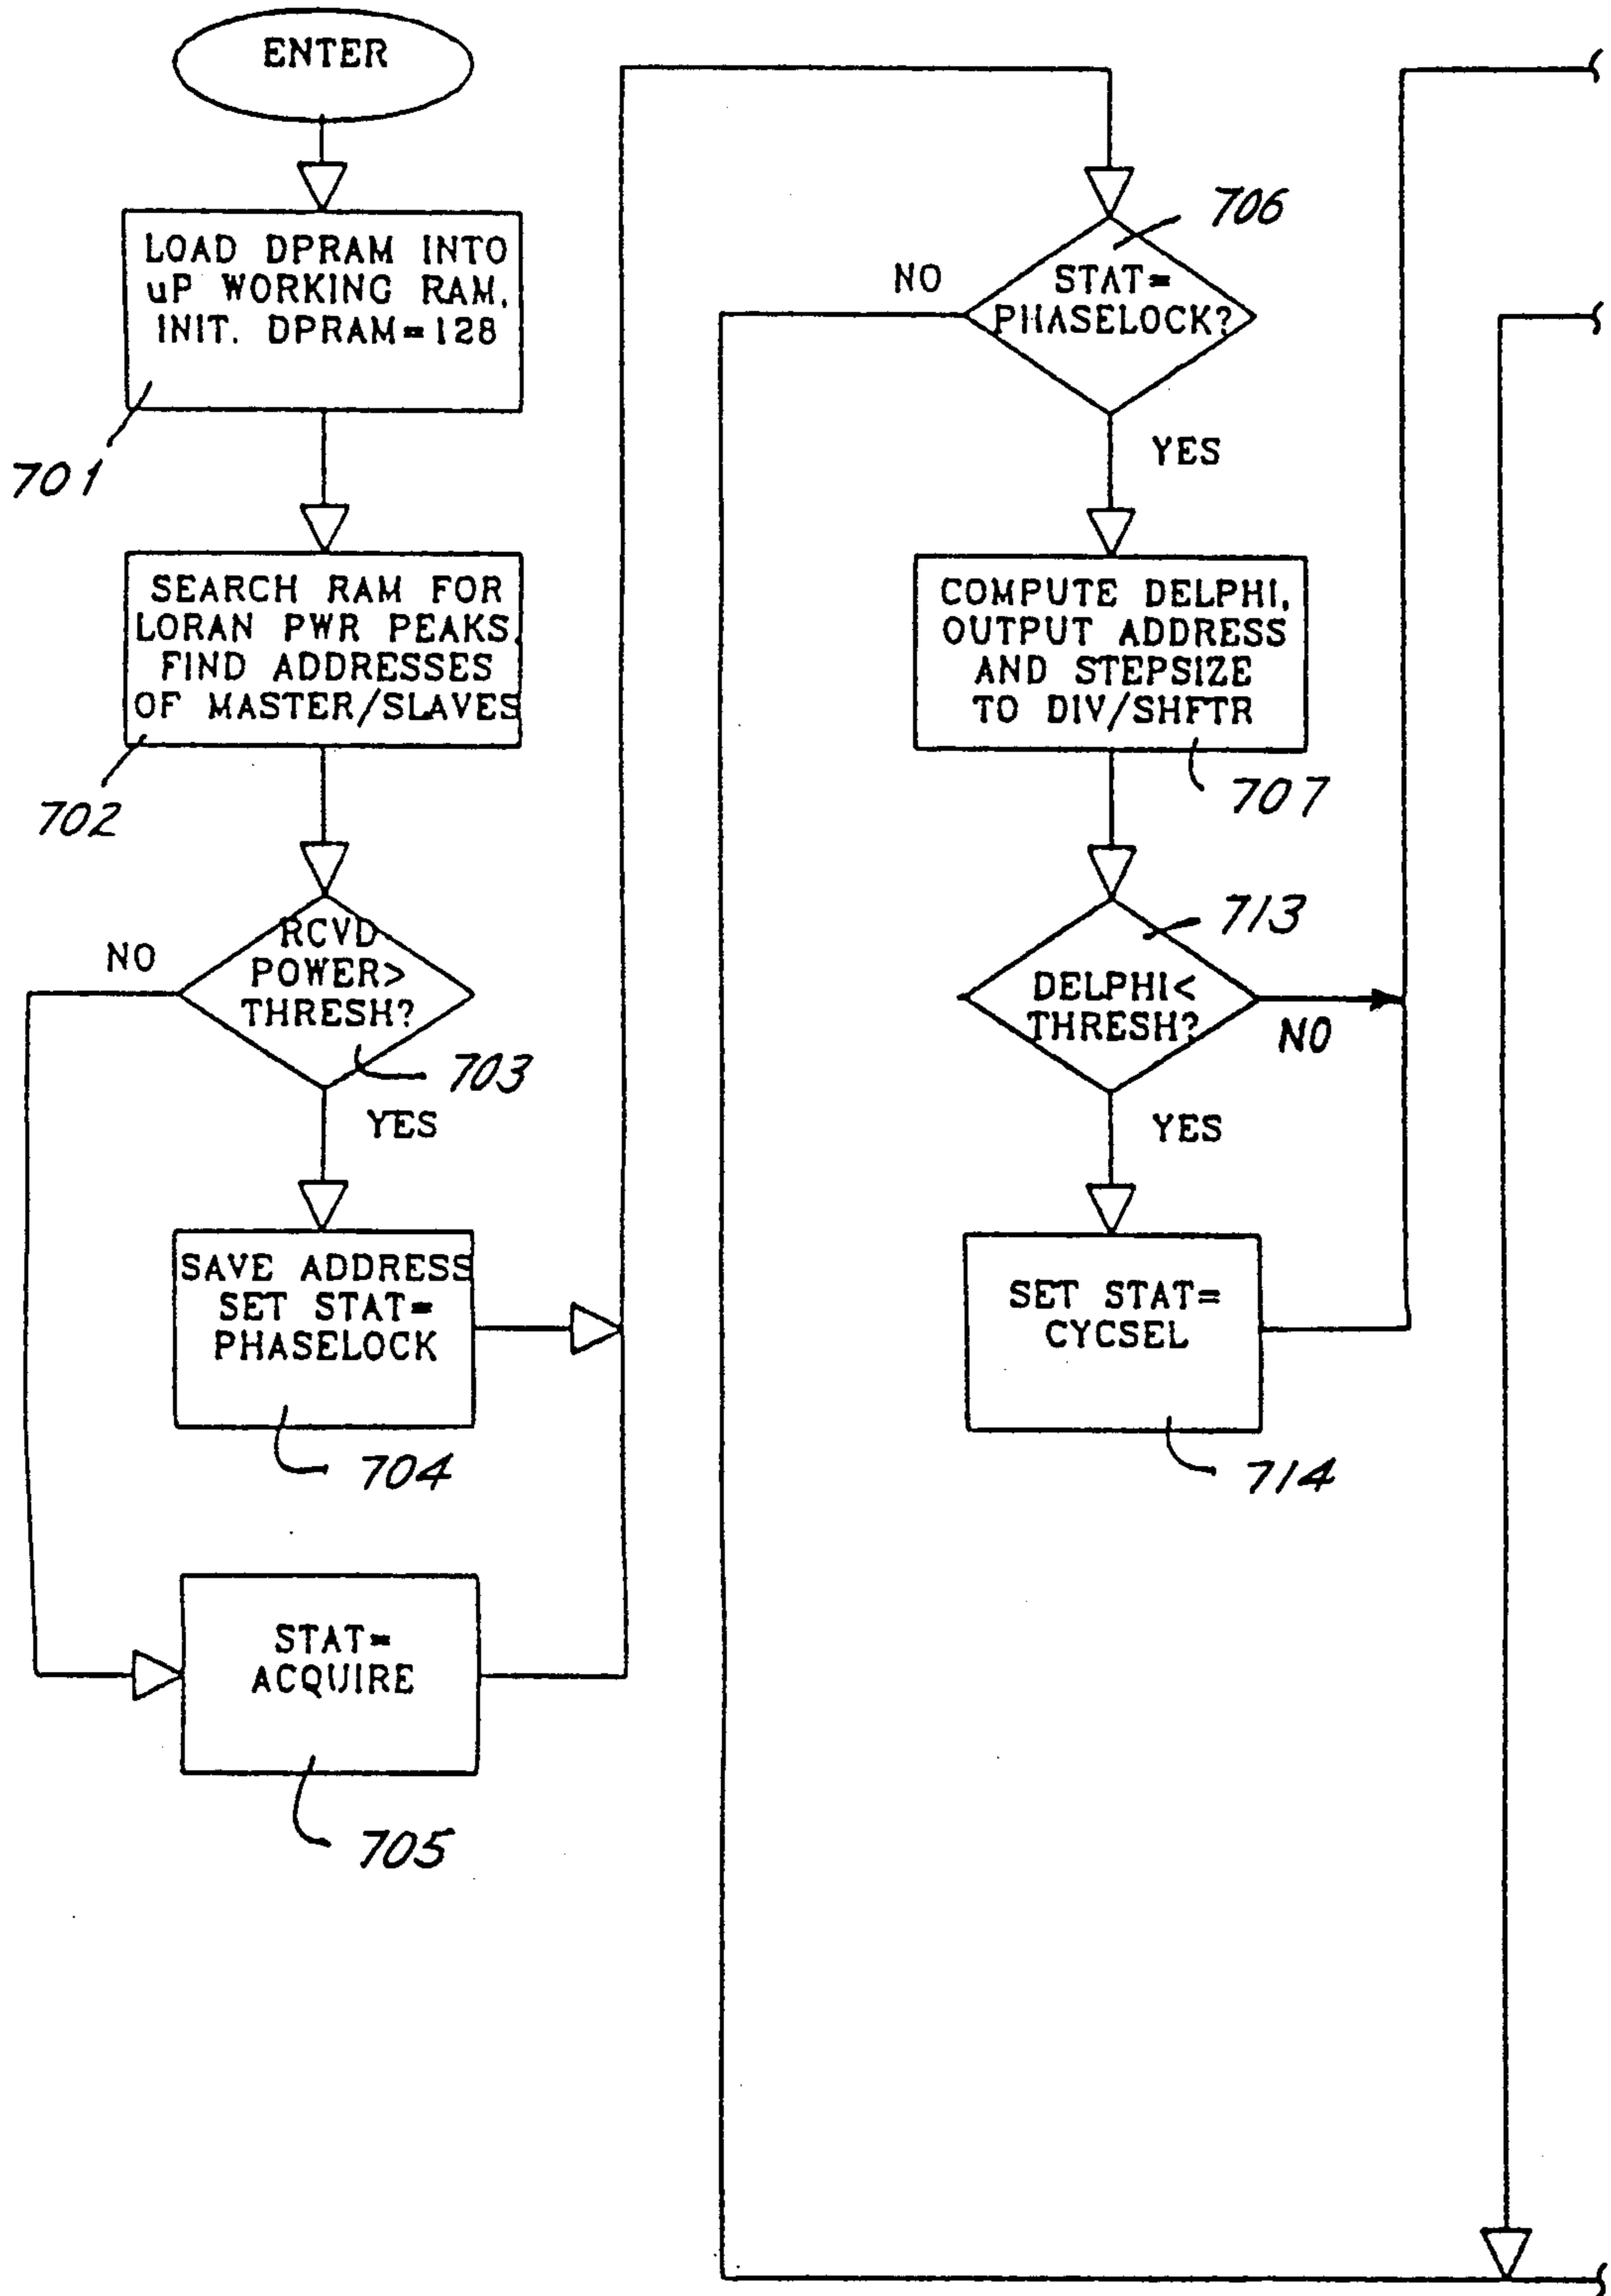 ENTER
LOAD DPRAM INTO
uP WORKING RAM.
INIT. DPRAM=128
701
SEARCH RAM FOR
LORAN PWR PEAKS.
FIND ADDRESSES
OF MASTER/SLAVES
702
RCVD
POWER>
THRESH?
NO
703
YES
SAVE ADDRESS
SET STAT=
PHASELOCK
704
STAT=
ACQUIRE
705
706
STAT=
PHASELOCK?
NO
YES
COMPUTE DELPHI.
OUTPUT ADDRESS
AND STEPSIZE
TO DIV/SHFTR
707
713
DELPHI<
THRESH?
NO
YES
SET STAT=
CYCSEL
714